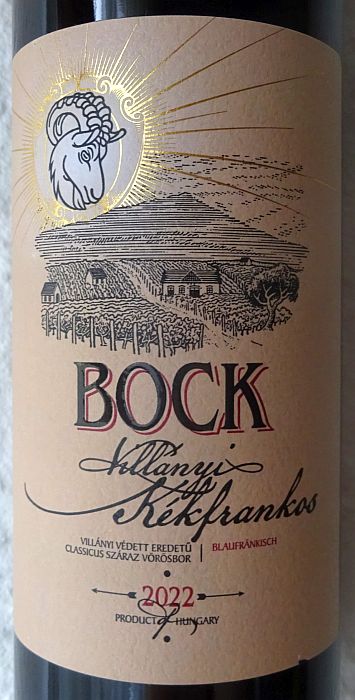 BOCK
Villányi
Kékfrankos
VILLÁNYI VÉDETT EREDETŰ
CLASSICUS SZÁRAZ VÖRÖSBOR | BLAUFRÄNKISCH
2022
PRODUCT of HUNGARY